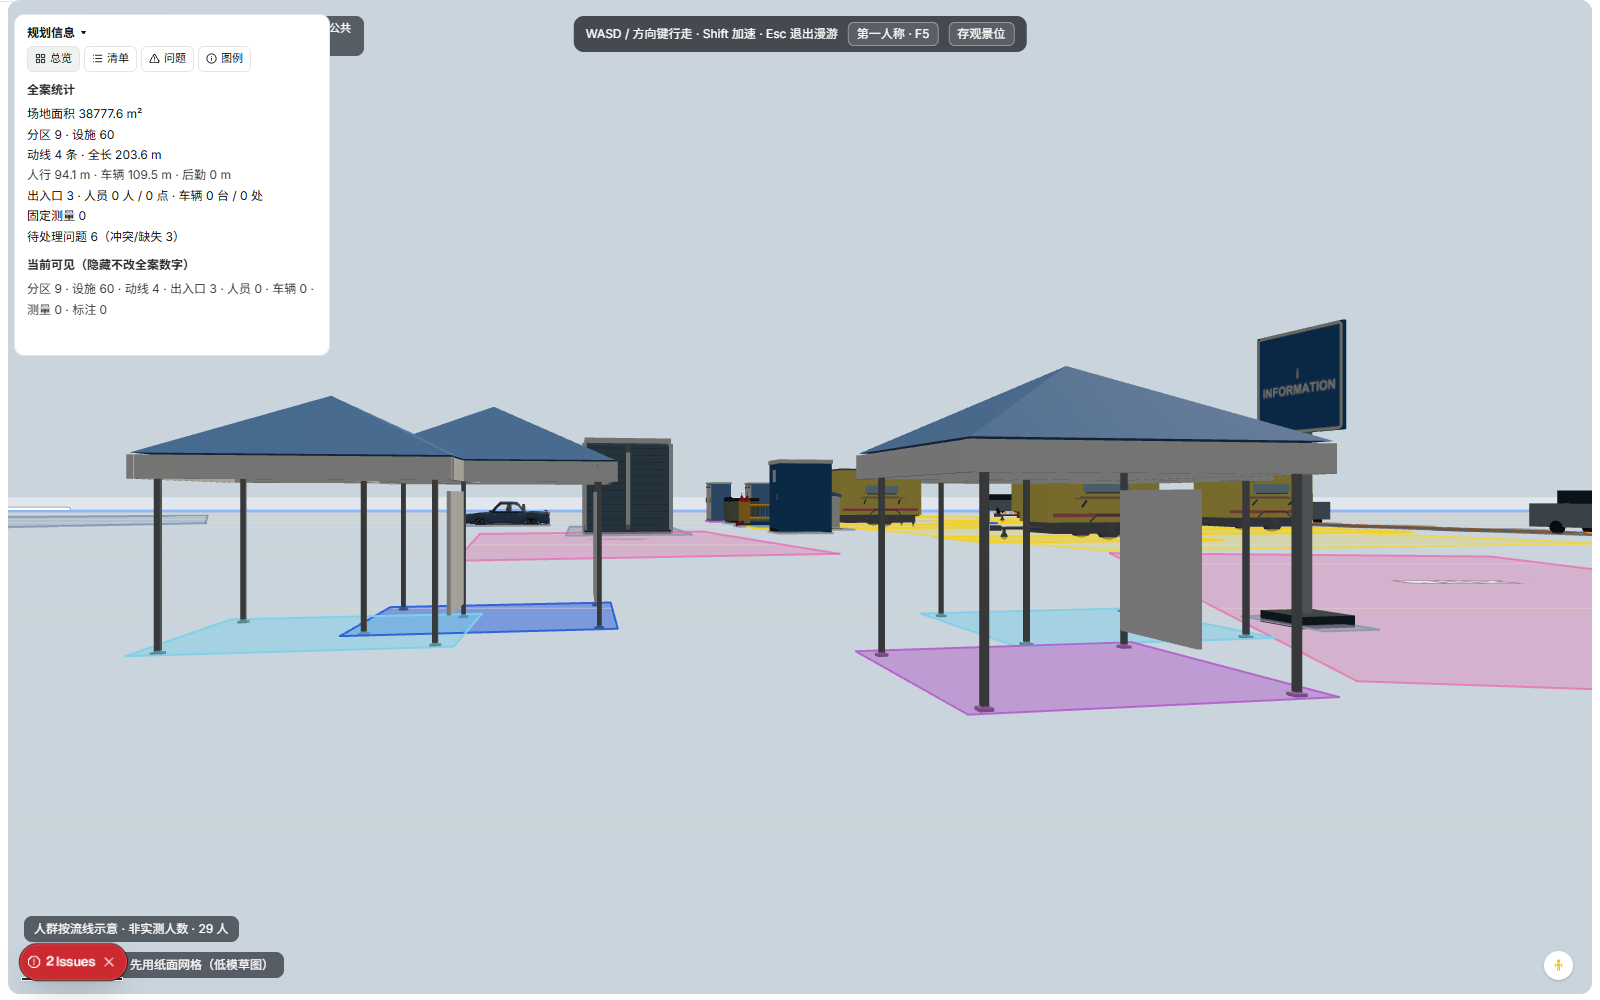 规划信息
总览 清单 问题 图例
全案统计
场地面积 38777.6 m²
分区 9 · 设施 60
动线 4 条 · 全长 203.6 m
人行 94.1 m · 车辆 109.5 m · 后勤 0 m
出入口 3 · 人员 0 人 / 0 点 · 车辆 0 台 / 0 处
固定测量 0
待处理问题 6（冲突/缺失 3）
当前可见（隐藏不改全案数字）
分区 9 · 设施 60 · 动线 4 · 出入口 3 · 人员 0 · 车辆 0 ·
测量 0 · 标注 0
公共
WASD / 方向键行走 · Shift 加速 · Esc 退出漫游 第一人称 · F5 存观景位
i
INFORMATION
人群按流线示意 · 非实测人数 · 29 人
2 Issues
先用纸面网格（低模草图）